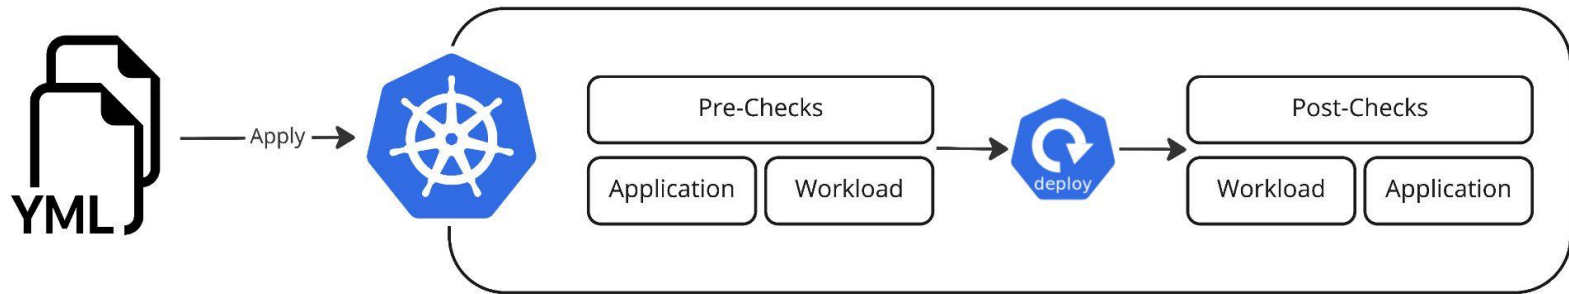 YML
Apply
Pre-Checks
Application
Workload
deploy
Post-Checks
Workload
Application